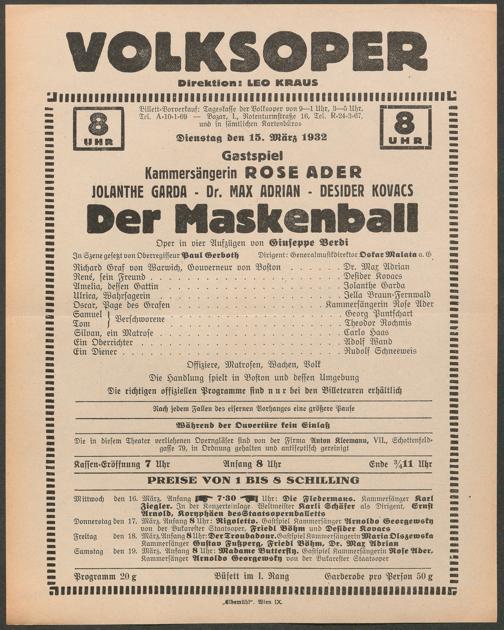 VOLKSOPER
Direktion: LEO KRAUS
Billett-Vorverkauf: Tageskasse der Volksoper von 9—1 Uhr, 3—5 Uhr.
Tel. A-10-1-69 — Bazar, I., Rotenturmstraße 16, Tel. R-24-3-67,
und in sämtlichen Kartenbüros
8 UHR
8 UHR
Dienstag den 15. März 1932
Gastspiel
Kammersängerin ROSE ADER
JOLANTHE GARDA - Dr. MAX ADRIAN - DESIDER KOVACS
Der Maskenball
Oper in vier Aufzügen von Giuseppe Verdi
In Szene gesetzt von Oberregisseur Paul Gerboth Dirigent: Generalmusikdirektor Oskar Malata a. G.
Richard Graf von Warwich, Gouverneur von Boston . . . Dr. Max Adrian
René, sein Freund . . . Desider Kovacs
Amelia, dessen Gattin . . . Jolanthe Garda
Ulrica, Wahrsagerin . . . Jella Braun-Fernwald
Oscar, Page des Grafen . . . Kammersängerin Rose Ader
Samuel } Verschworene . . . Georg Puntschart
Tom } . . . Theodor Rochmis
Silvan, ein Matrose . . . Carlo Haas
Ein Oberrichter . . . Adolf Wand
Ein Diener . . . Rudolf Schneeweis
Offiziere, Matrosen, Wachen, Volk
Die Handlung spielt in Boston und dessen Umgebung
Die richtigen offiziellen Programme sind nur bei den Billeteuren erhältlich
Nach jedem Fallen des eisernen Vorhanges eine größere Pause
Während der Ouvertüre kein Einlaß
Die in diesem Theater verliehenen Operngläser sind von der Firma Anton Kleemann, VII., Schottenfeld-
gasse 79, in Ordnung gehalten und antiseptisch gereinigt
Kassen-Eröffnung 7 Uhr Anfang 8 Uhr Ende ¾11 Uhr
PREISE VON 1 BIS 8 SCHILLING
Mittwoch den 16. März. Anfang 7·30 Uhr: Die Fledermaus. Kammersänger Karl
Ziegler. In der Konzerteinlage Weltmeister Karl Schäfer als Dirigent, Ernst
Arnold, Koryphäen des Staatsopernballetts
Donnerstag den 17. März. Anfang 8 Uhr: Rigoletto. Gastspiel Kammersänger Arnoldo Georgewsky
von der Bukarester Staatsoper, Friedl Böhm und Desider Kovacs
Freitag den 18. März. Anfang 8 Uhr: Der Troubadour. Gastspiel Kammersängerin Maria Olszewska
Kammersänger Gustav Fußperg, Friedl Böhm, Dr. Max Adrian
Samstag den 19. März. Anfang 8 Uhr: Madame Butterfly. Gastspiel Kammersängerin Rose Ader,
Kammersänger Arnoldo Georgewsky von der Bukarester Staatsoper
Programm 20 g Büfett im I. Rang Garderobe pro Person 50 g
„Elbemühl“, Wien IX.